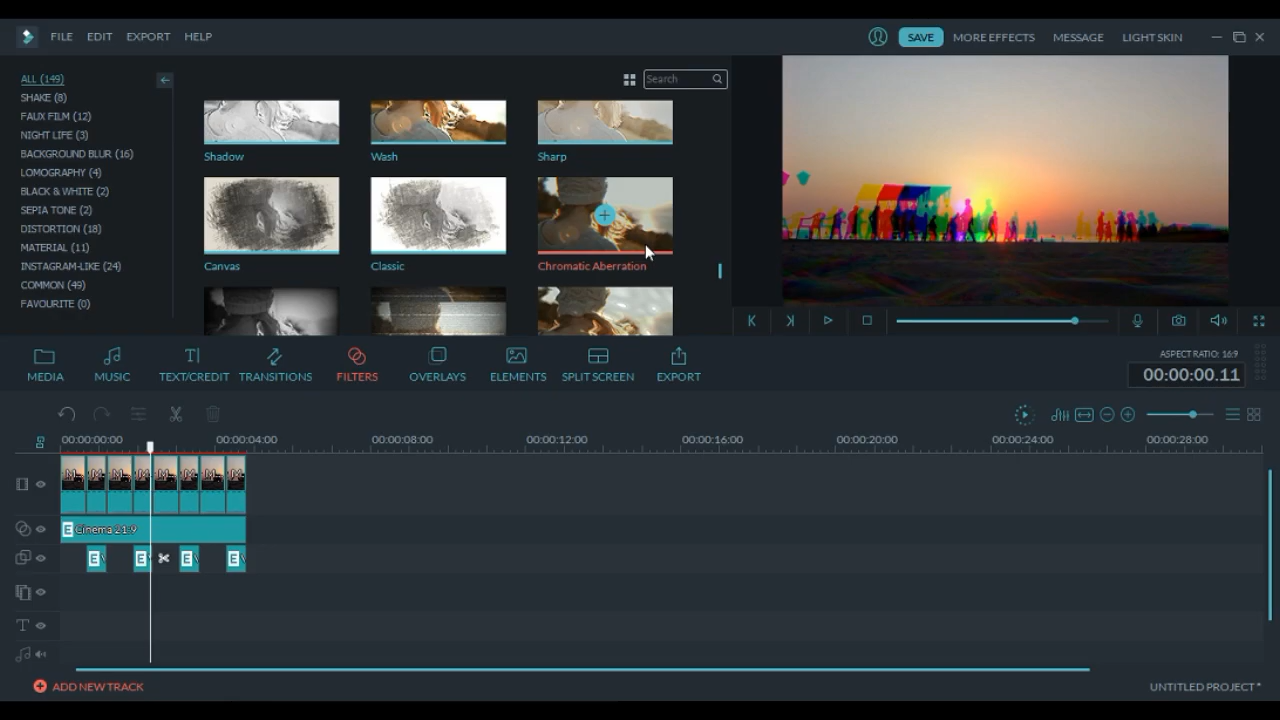 FILE EDIT EXPORT HELP SAVE MORE EFFECTS MESSAGE LIGHT SKIN
ALL (149)
SHAKE (8)
FAUX FILM (12)
NIGHT LIFE (3)
BACKGROUND BLUR (16)
LOMOGRAPHY (4)
BLACK & WHITE (2)
SEPIA TONE (2)
DISTORTION (18)
MATERIAL (11)
INSTAGRAM-LIKE (24)
COMMON (49)
FAVOURITE (0)
Search
Shadow Wash Sharp
Canvas Classic Chromatic Aberration
MEDIA MUSIC TEXT/CREDIT TRANSITIONS FILTERS OVERLAYS ELEMENTS SPLIT SCREEN EXPORT
ASPECT RATIO: 16:9
00:00:00.11
00:00:00:00 00:00:04:00 00:00:08:00 00:00:12:00 00:00:16:00 00:00:20:00 00:00:24:00 00:00:28:00
E Cinema 21:9
E E E E
ADD NEW TRACK
UNTITLED PROJECT *